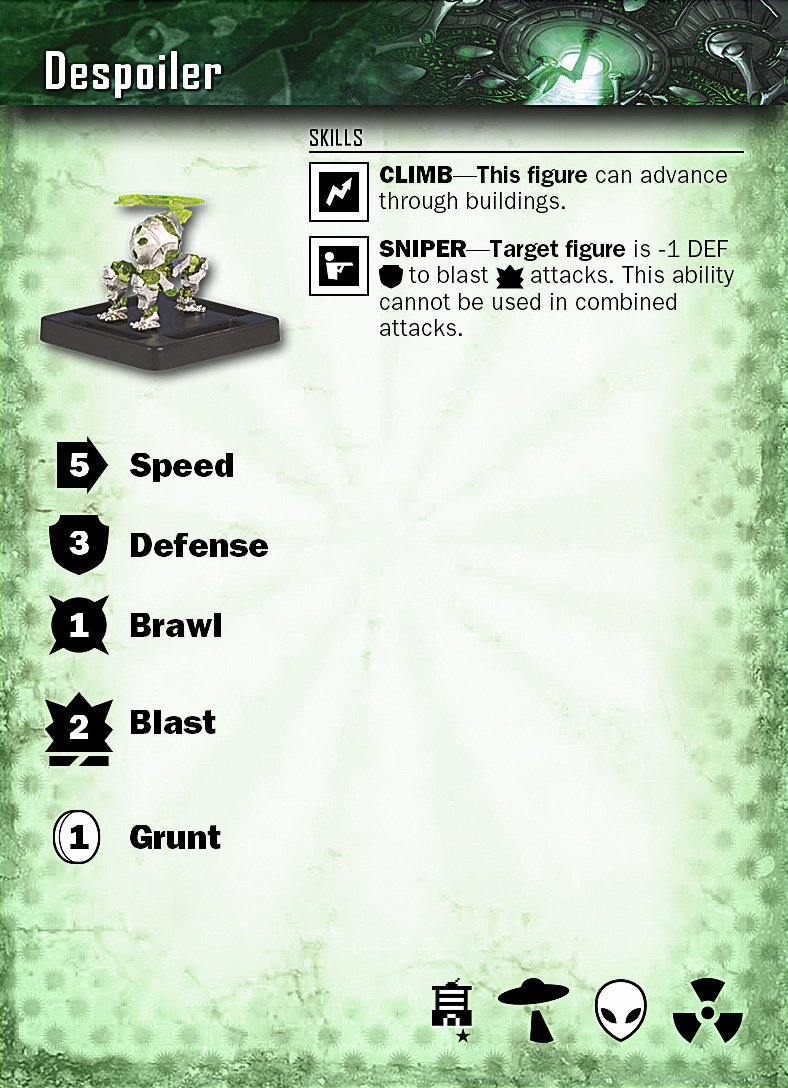 Despoiler
SKILLS
CLIMB—This figure can advance
through buildings.
SNIPER—Target figure is -1 DEF
to blast attacks. This ability
cannot be used in combined
attacks.
5 Speed
3 Defense
1 Brawl
2 Blast
1 Grunt